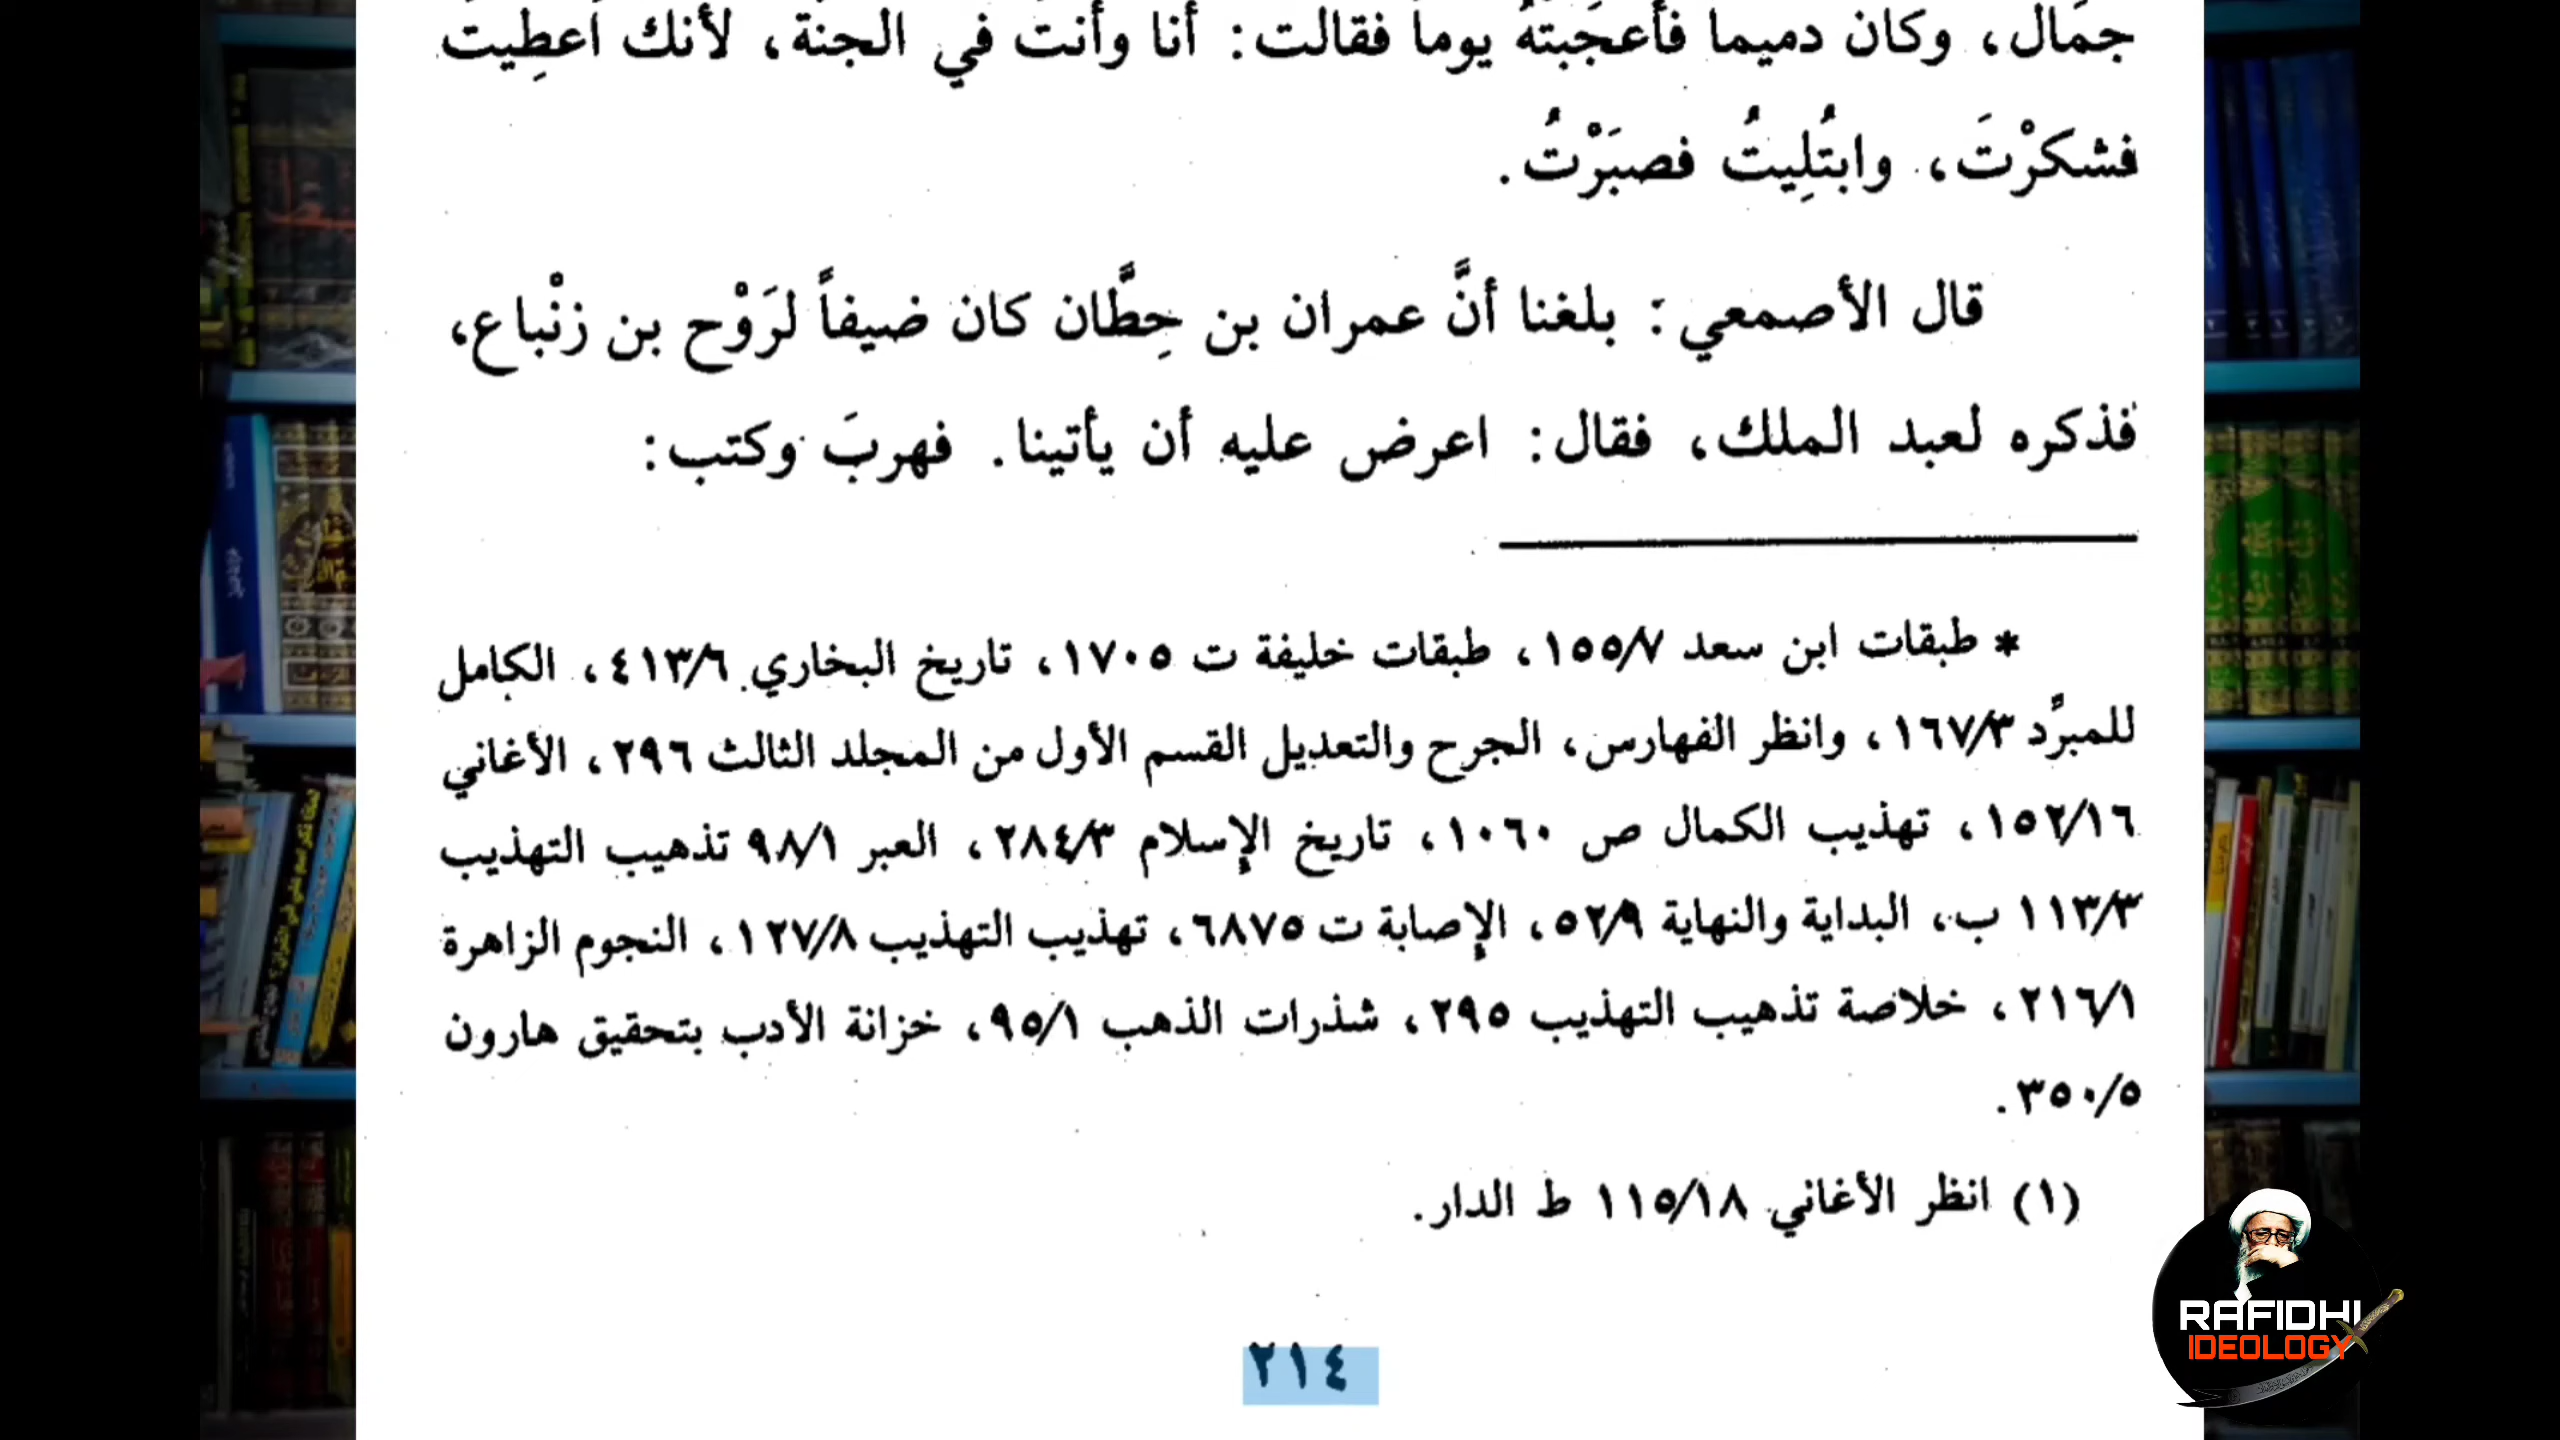 جمَال، وكان دميما فأعجَبَتْهُ يوماً فقالت: أنا وأنتَ في الجنّة، لأنك أعطِيتَ
فشكرْتَ، وابتُلِيتُ فصبَرْتُ.
قال الأصمعي: بلغنا أنَّ عمران بن حِطَّان كان ضيفاً لرَوْح بن زنْباع،
فذكره لعبد الملك، فقال: اعرض عليه أن يأتينا. فهربَ وكتب:
* طبقات ابن سعد ١٥٥/٧، طبقات خليفة ت ١٧٠٥، تاريخ البخاري ٤١٣/٦، الكامل
للمبرِّد ١٦٧/٣، وانظر الفهارس، الجرح والتعديل القسم الأول من المجلد الثالث ٢٩٦، الأغاني
١٥٢/١٦، تهذيب الكمال ص ١٠٦٠، تاريخ الإسلام ٢٨٤/٣، العبر ٩٨/١ تذهيب التهذيب
١١٣/٣ ب، البداية والنهاية ٥٢/٩، الإصابة ت ٦٨٧٥، تهذيب التهذيب ١٢٧/٨، النجوم الزاهرة
٢١٦/١، خلاصة تذهيب التهذيب ٢٩٥، شذرات الذهب ٩٥/١، خزانة الأدب بتحقيق هارون
٣٥٠/٥.
(١) انظر الأغاني ١١٥/١٨ ط الدار.
٢١٤
RAFIDHI
IDEOLOGY